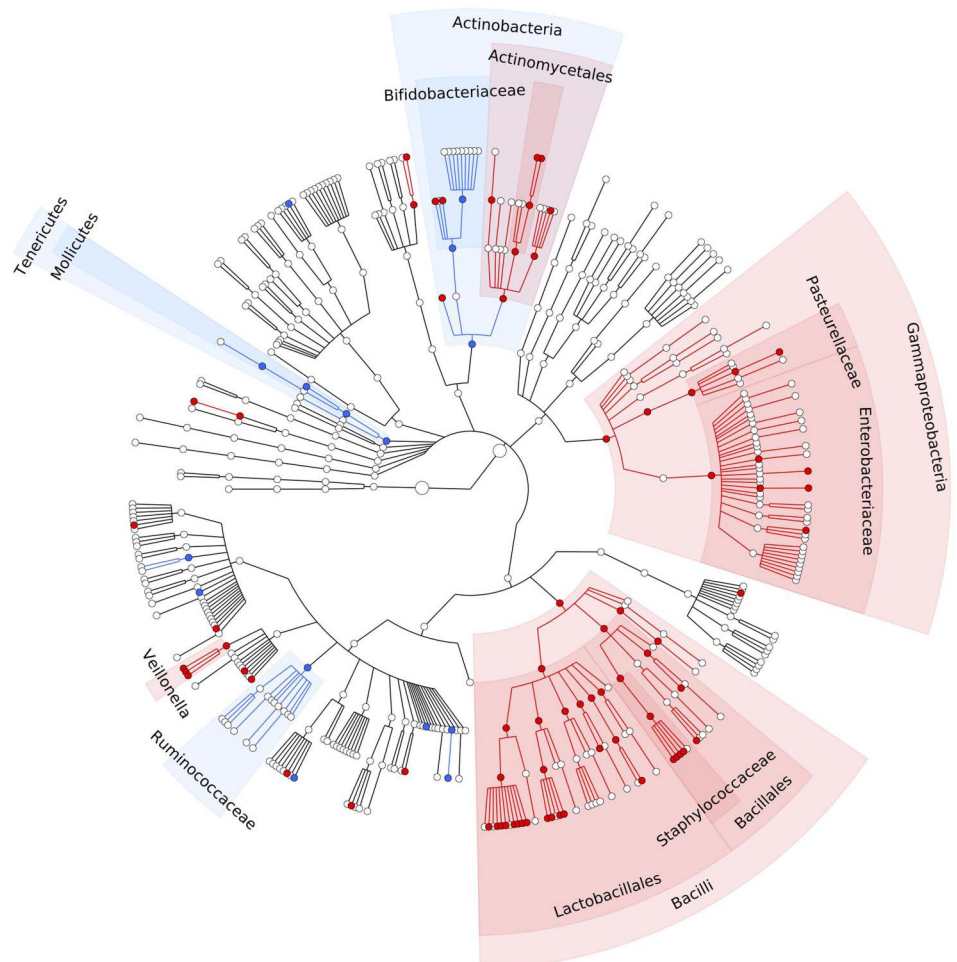 Actinobacteria
Actinomycetales
Bifidobacteriaceae
Tenericutes
Mollicutes
Pasteurellaceae
Gammaproteobacteria
Enterobacteriaceae
Veillonella
Ruminococcaceae
Staphylococcaceae
Bacillales
Lactobacillales
Bacilli